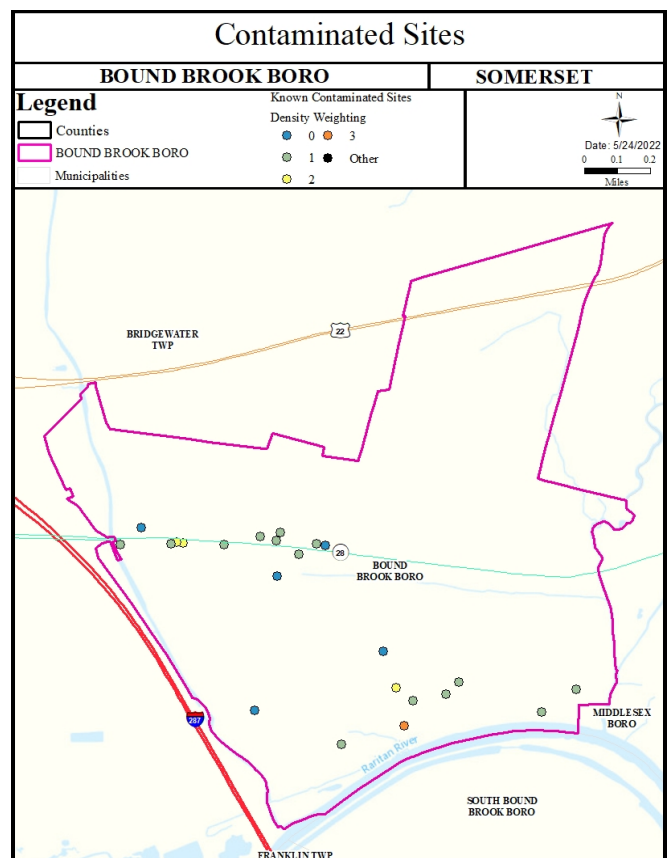 Contaminated Sites
BOUND BROOK BORO
SOMERSET
Legend
Counties
BOUND BROOK BORO
Municipalities
Known Contaminated Sites
Density Weighting
0
3
1
Other
2
N
Date: 5/24/2022
0 0.1 0.2
Miles
22
BRIDGEWATER
TWP
28
BOUND
BROOK BORO
287
MIDDLESEX
BORO
Raritan River
SOUTH BOUND
BROOK BORO
FRANKLIN TWP